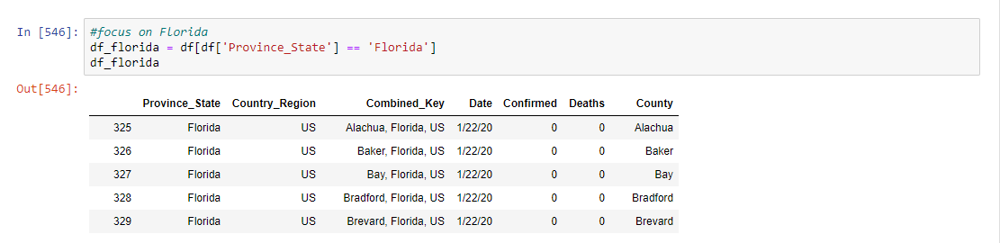 In [546]: #focus on Florida
df_florida = df[df['Province_State'] == 'Florida']
df_florida
Out[546]:
Province_State Country_Region Combined_Key Date Confirmed Deaths County
325 Florida US Alachua, Florida, US 1/22/20 0 0 Alachua
326 Florida US Baker, Florida, US 1/22/20 0 0 Baker
327 Florida US Bay, Florida, US 1/22/20 0 0 Bay
328 Florida US Bradford, Florida, US 1/22/20 0 0 Bradford
329 Florida US Brevard, Florida, US 1/22/20 0 0 Brevard